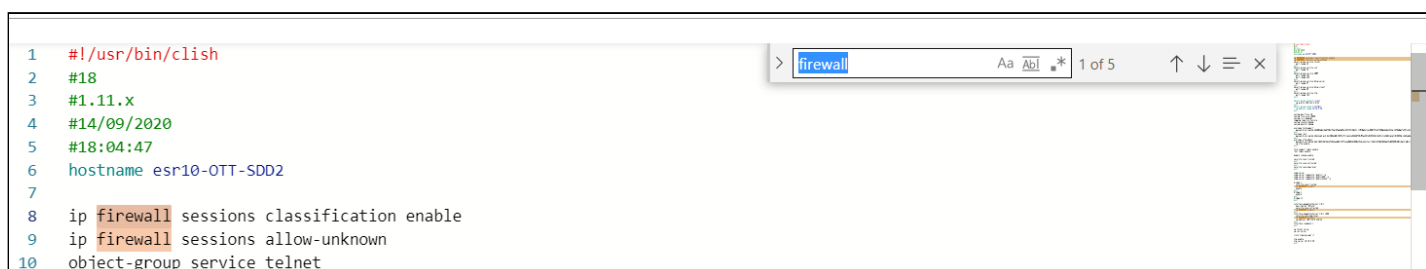 firewall Aa Abl .* 1 of 5
1 #!/usr/bin/clish
2 #18
3 #1.11.x
4 #14/09/2020
5 #18:04:47
6 hostname esr10-OTT-SDD2
7
8 ip firewall sessions classification enable
9 ip firewall sessions allow-unknown
10 object-group service telnet